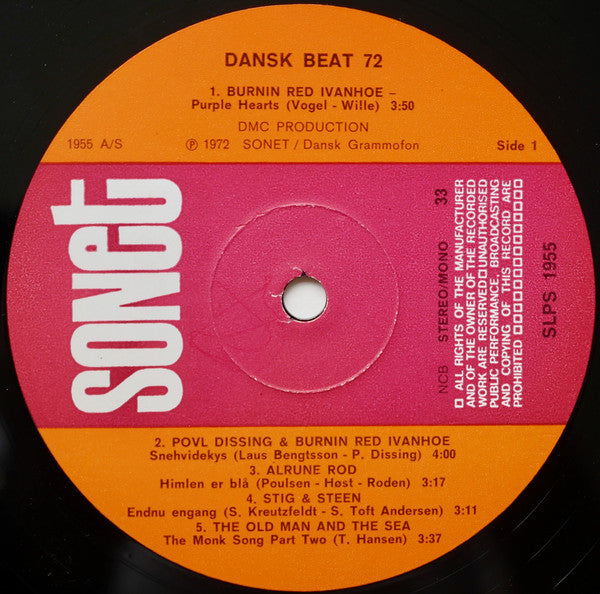 DANSK BEAT 72
1. BURNIN RED IVANHOE –
Purple Hearts (Vogel - Wille) 3:50
DMC PRODUCTION
1955 A/S
℗ 1972 SONET / Dansk Grammofon
Side 1
SONET
NCB STEREO/MONO 33
□ ALL RIGHTS OF THE MANUFACTURER
AND OF THE OWNER OF THE RECORDED
WORK ARE RESERVED □ UNAUTHORISED
PUBLIC PERFORMANCE, BROADCASTING
AND COPYING OF THIS RECORD ARE
PROHIBITED □□□□□□□□□□□
SLPS 1955
2. POVL DISSING & BURNIN RED IVANHOE
Snehvidekys (Laus Bengtsson - P. Dissing) 4:00
3. ALRUNE ROD
Himlen er blå (Poulsen - Høst - Roden) 3:17
4. STIG & STEEN
Endnu engang (S. Kreutzfeldt - S. Toft Andersen) 3:11
5. THE OLD MAN AND THE SEA
The Monk Song Part Two (T. Hansen) 3:37